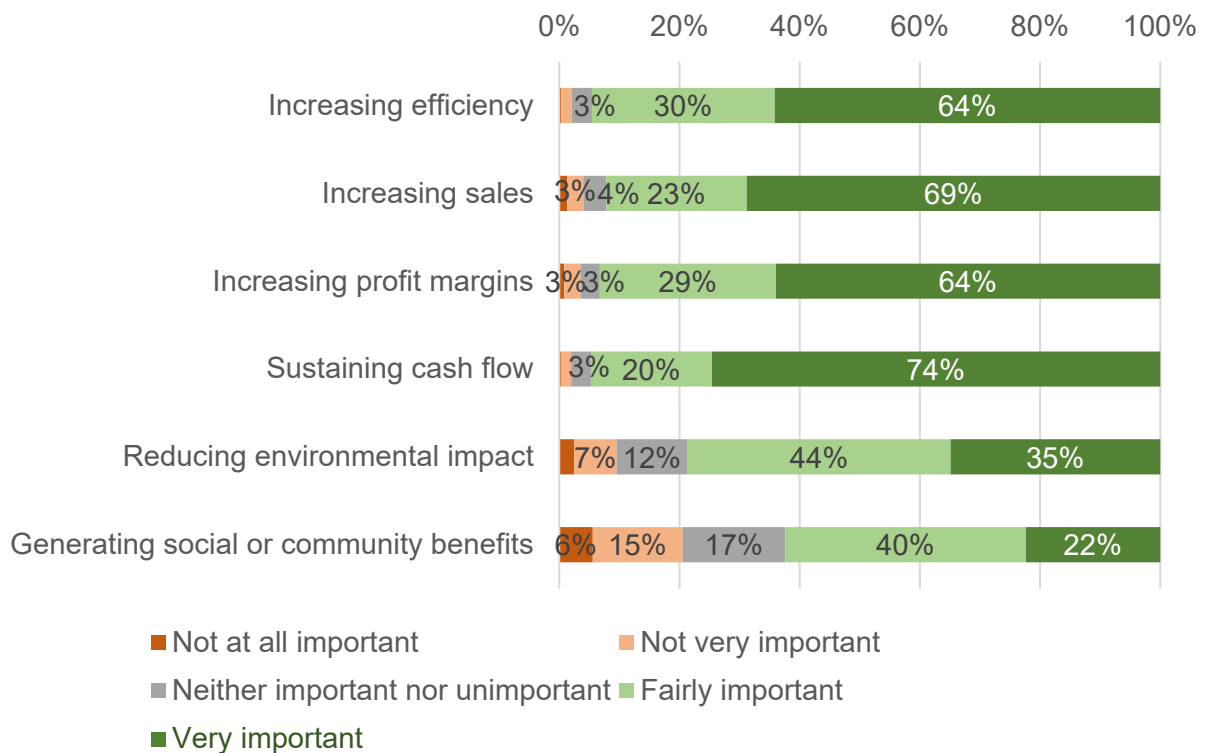 0% 20% 40% 60% 80% 100%
Increasing efficiency 3% 30% 64%
Increasing sales 3% 4% 23% 69%
Increasing profit margins 3% 3% 29% 64%
Sustaining cash flow 3% 20% 74%
Reducing environmental impact 7% 12% 44% 35%
Generating social or community benefits 6% 15% 17% 40% 22%
Not at all important Not very important
Neither important nor unimportant Fairly important
Very important